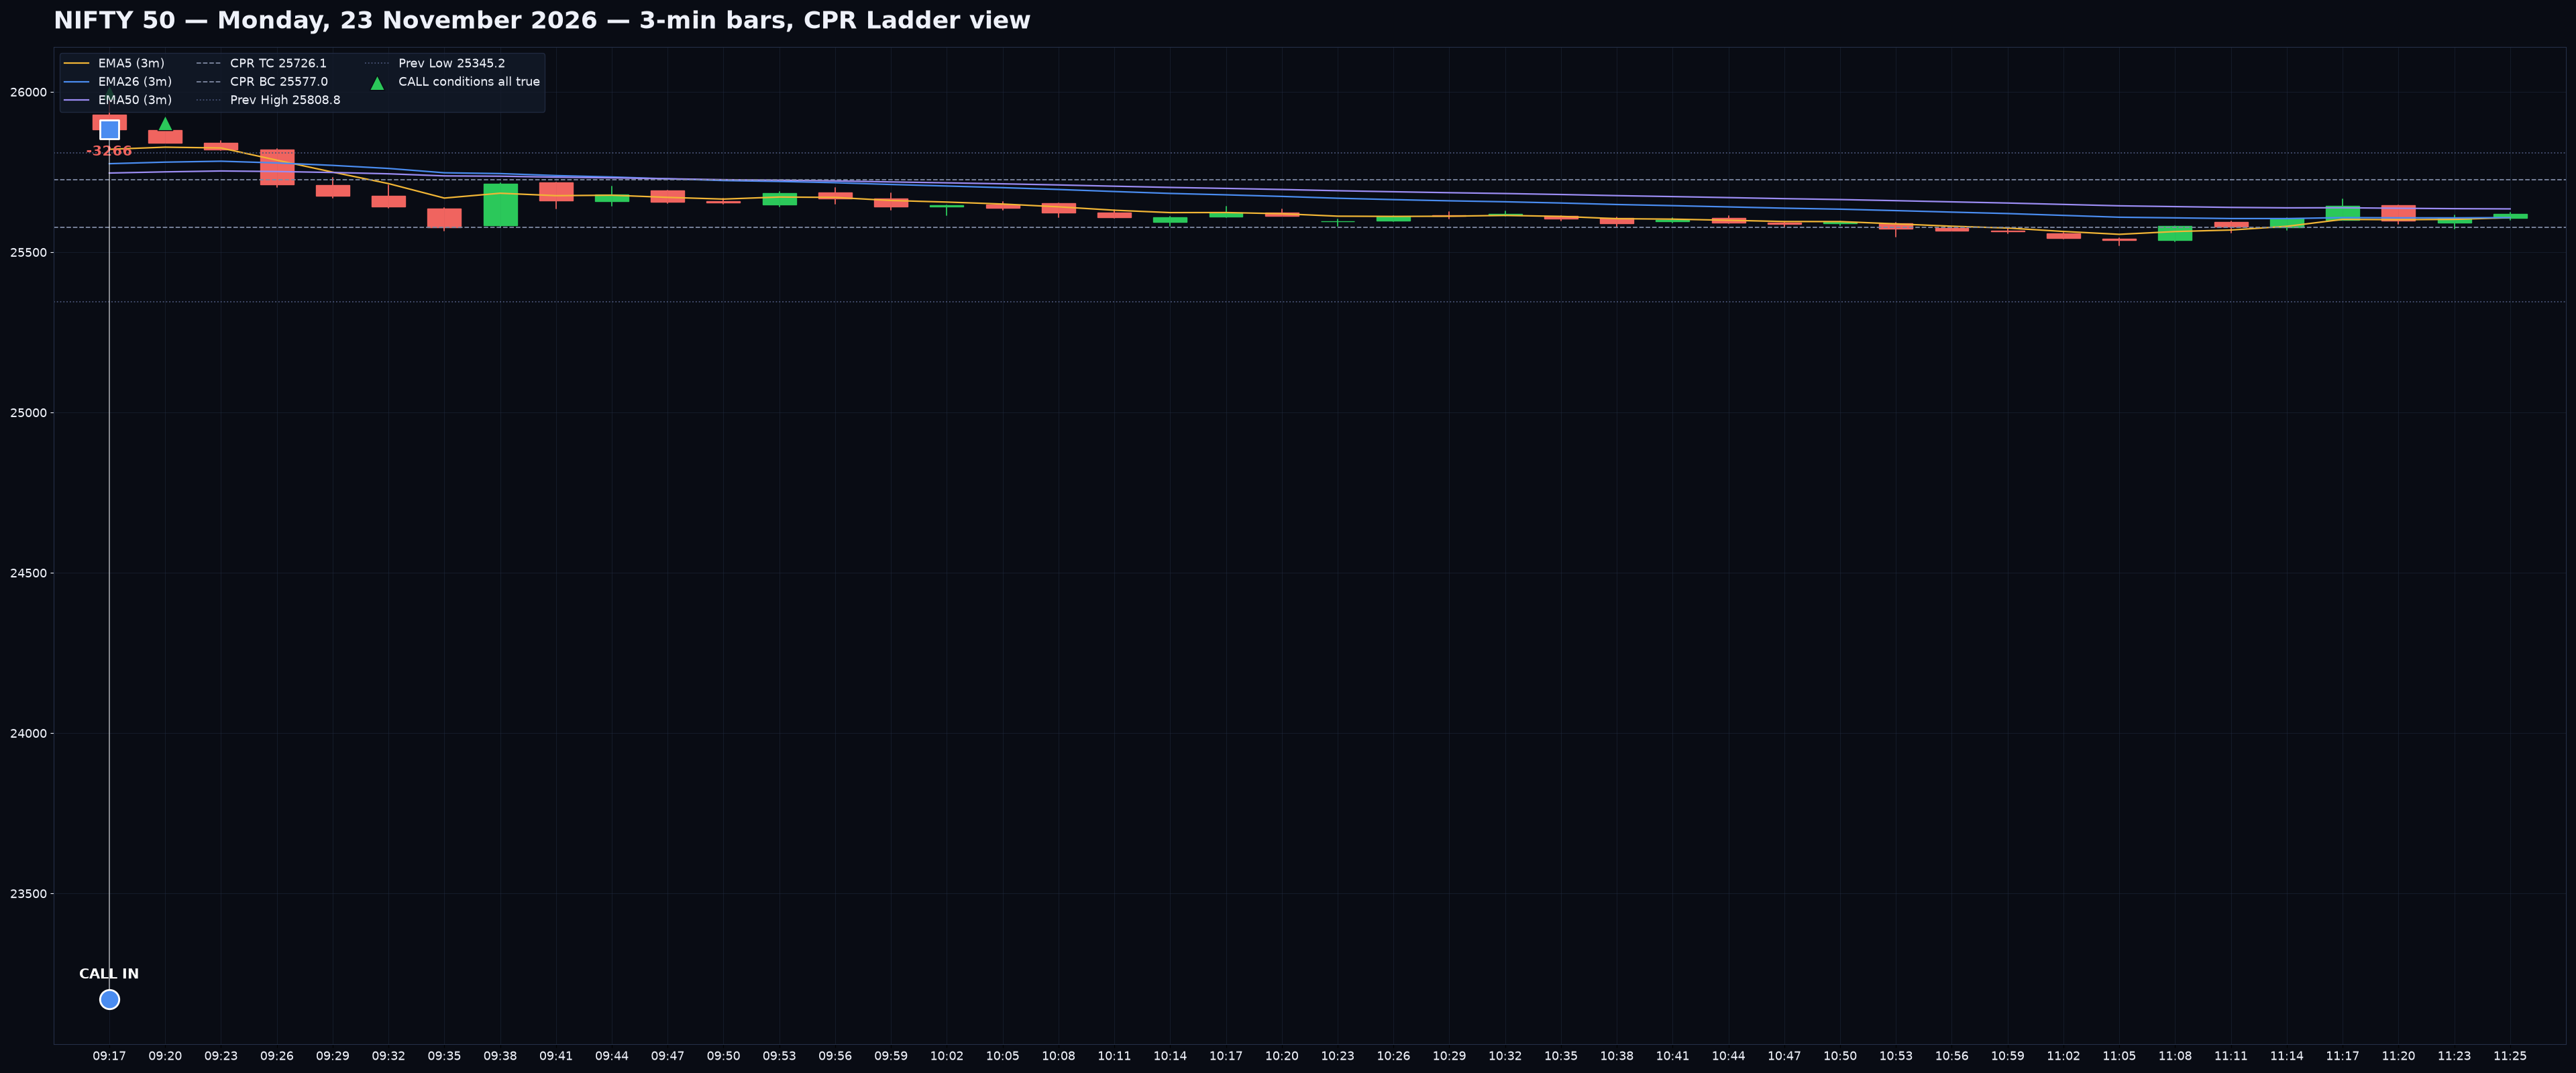 NIFTY 50 — Monday, 23 November 2026 — 3-min bars, CPR Ladder view
EMA5 (3m)
EMA26 (3m)
EMA50 (3m)
CPR TC 25726.1
CPR BC 25577.0
Prev High 25808.8
Prev Low 25345.2
CALL conditions all true
26000
25500
25000
24500
24000
23500
-3266
CALL IN
09:17 09:20 09:23 09:26 09:29 09:32 09:35 09:38 09:41 09:44 09:47 09:50 09:53 09:56 09:59 10:02 10:05 10:08 10:11 10:14 10:17 10:20 10:23 10:26 10:29 10:32 10:35 10:38 10:41 10:44 10:47 10:50 10:53 10:56 10:59 11:02 11:05 11:08 11:11 11:14 11:17 11:20 11:23 11:25